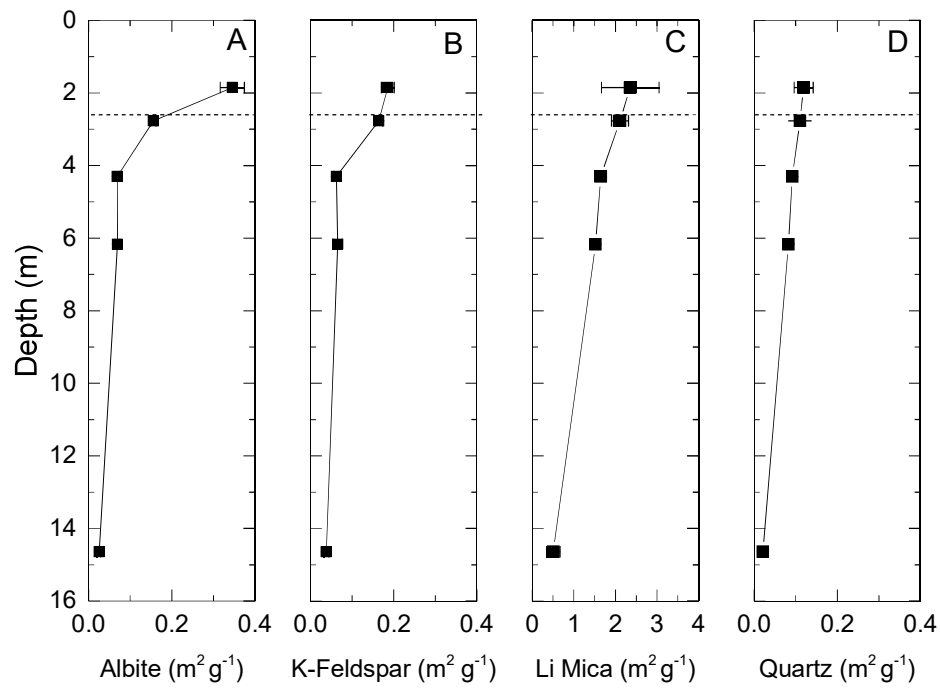 A
B
C
D
Depth (m)
0
2
4
6
8
10
12
14
16
0.0 0.2 0.4
0.0 0.2 0.4
0 1 2 3 4
0.0 0.2 0.4
Albite (m² g⁻¹)
K-Feldspar (m² g⁻¹)
Li Mica (m² g⁻¹)
Quartz (m² g⁻¹)